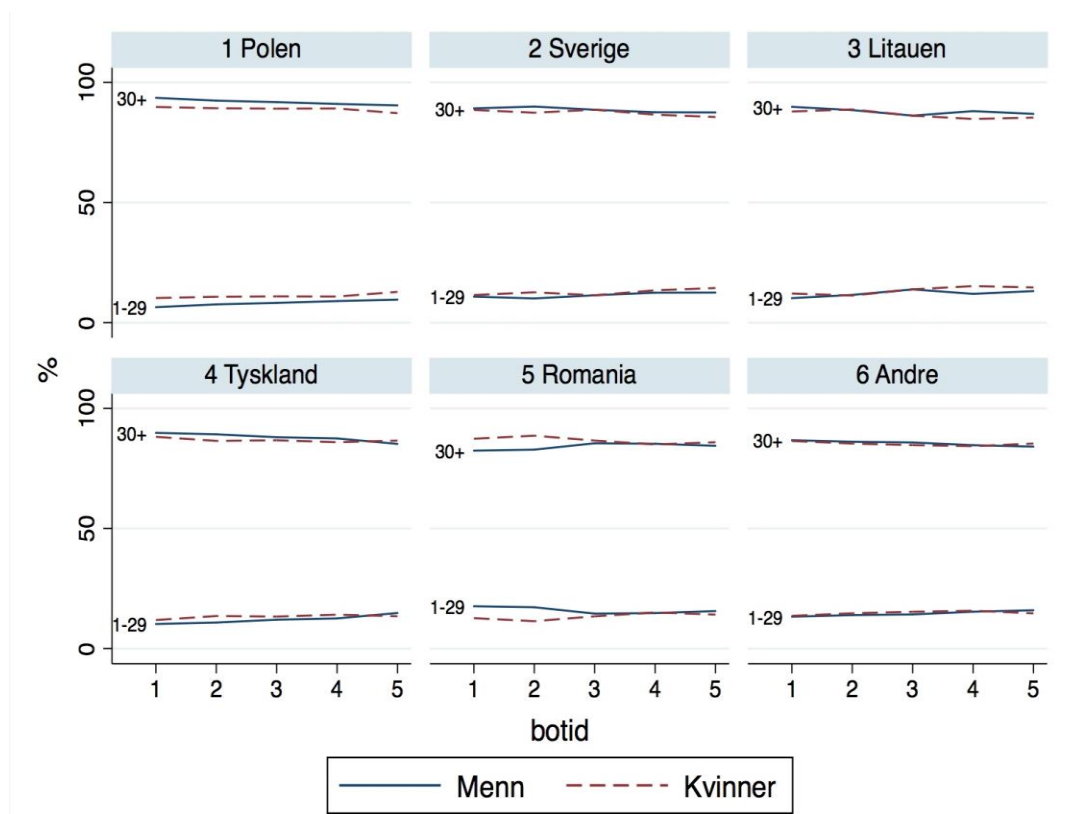 1 Polen 2 Sverige 3 Litauen
100
30+ 30+ 30+
50
1-29 1-29 1-29
0
%
4 Tyskland 5 Romania 6 Andre
100
30+ 30+ 30+
50
1-29 1-29 1-29
0
1 2 3 4 5 1 2 3 4 5 1 2 3 4 5
botid
Menn Kvinner